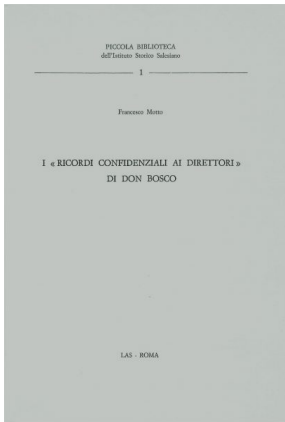 PICCOLA BIBLIOTECA
dell'Istituto Storico Salesiano
1
Francesco Motto
I « RICORDI CONFIDENZIALI AI DIRETTORI »
DI DON BOSCO
LAS - ROMA